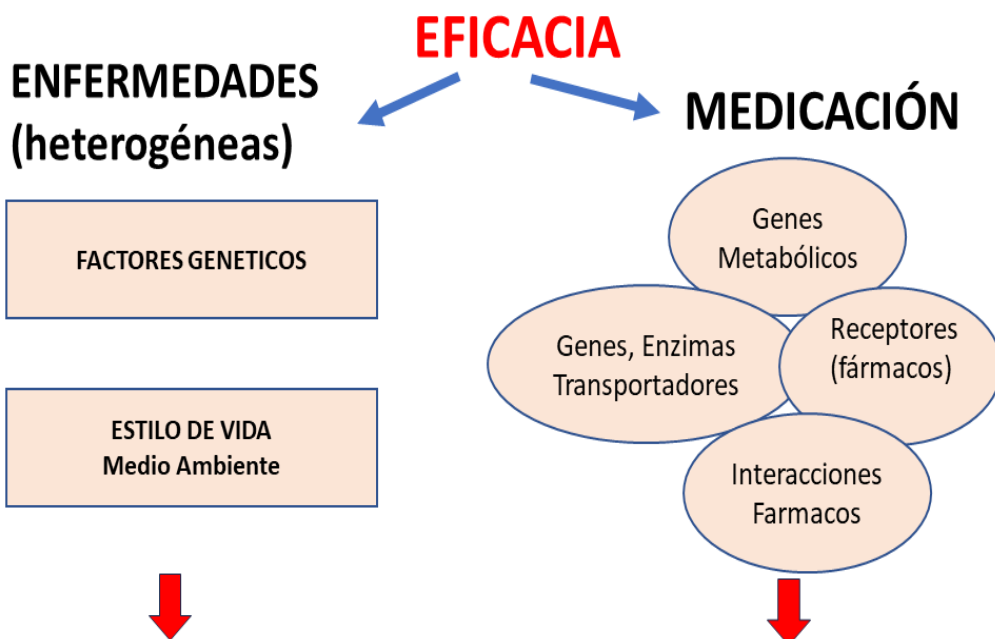 EFICACIA
ENFERMEDADES
(heterogéneas)
MEDICACIÓN
FACTORES GENETICOS
ESTILO DE VIDA
Medio Ambiente
Genes
Metabólicos
Genes, Enzimas
Transportadores
Receptores
(fármacos)
Interacciones
Farmacos